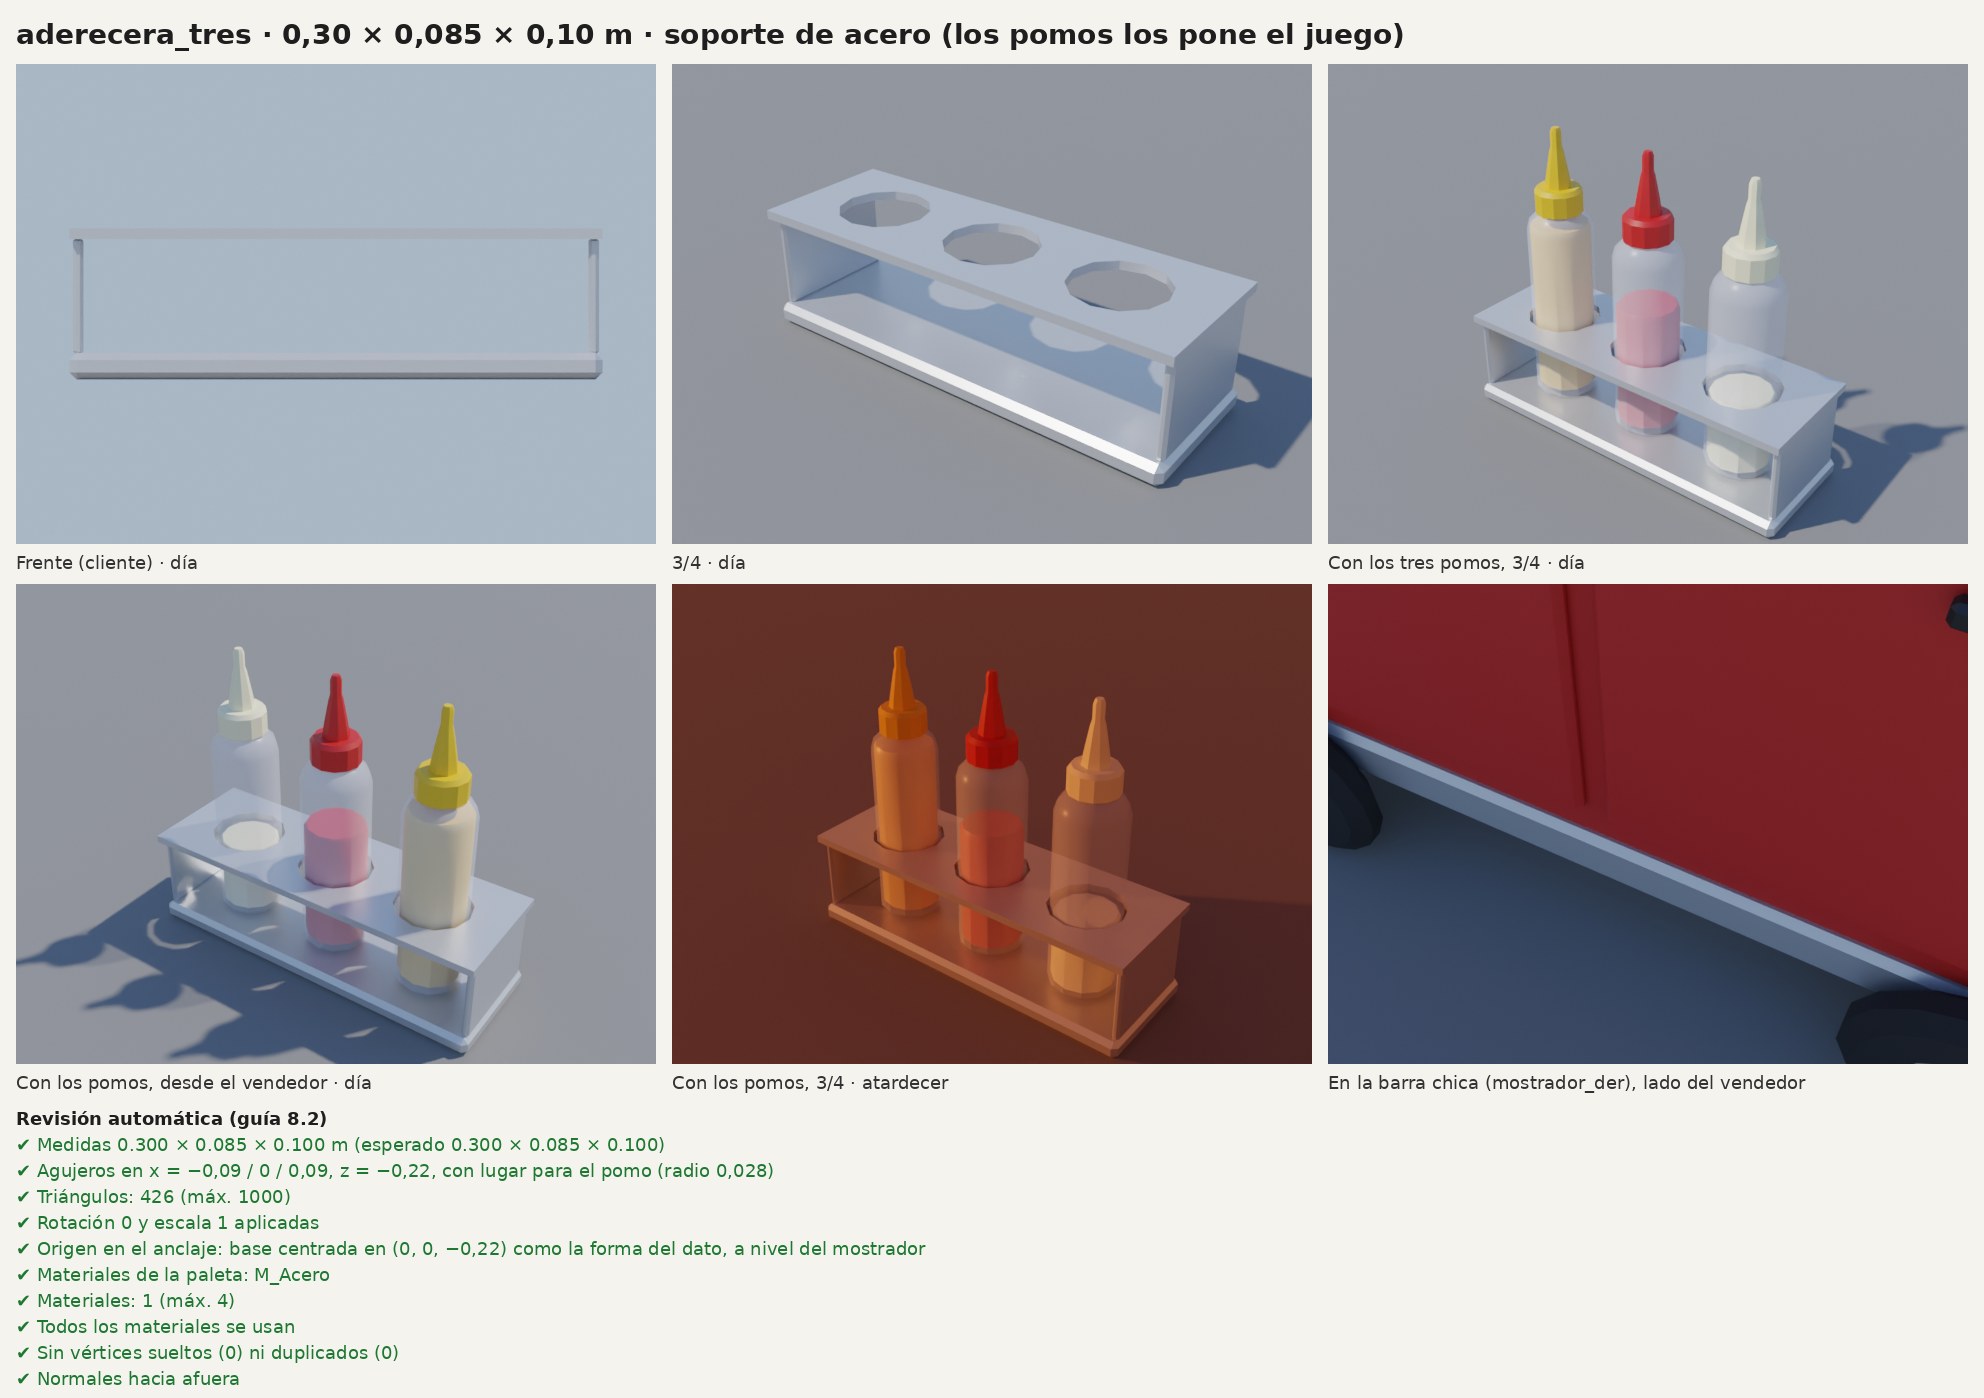 aderecera_tres · 0,30 × 0,085 × 0,10 m · soporte de acero (los pomos los pone el juego)
Frente (cliente) · día
3/4 · día
Con los tres pomos, 3/4 · día
Con los pomos, desde el vendedor · día
Con los pomos, 3/4 · atardecer
En la barra chica (mostrador_der), lado del vendedor
Revisión automática (guía 8.2)
✔ Medidas 0.300 × 0.085 × 0.100 m (esperado 0.300 × 0.085 × 0.100)
✔ Agujeros en x = −0,09 / 0 / 0,09, z = −0,22, con lugar para el pomo (radio 0,028)
✔ Triángulos: 426 (máx. 1000)
✔ Rotación 0 y escala 1 aplicadas
✔ Origen en el anclaje: base centrada en (0, 0, −0,22) como la forma del dato, a nivel del mostrador
✔ Materiales de la paleta: M_Acero
✔ Materiales: 1 (máx. 4)
✔ Todos los materiales se usan
✔ Sin vértices sueltos (0) ni duplicados (0)
✔ Normales hacia afuera